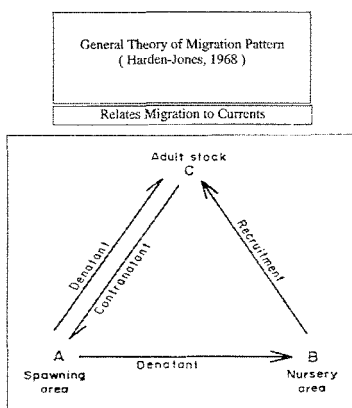 General Theory of Migration Pattern
( Harden-Jones, 1968 )
Relates Migration to Currents
Adult stock
C
Denatant
Contranatant
Recruitment
A
B
Denatant
Spawning
area
Nursery
area